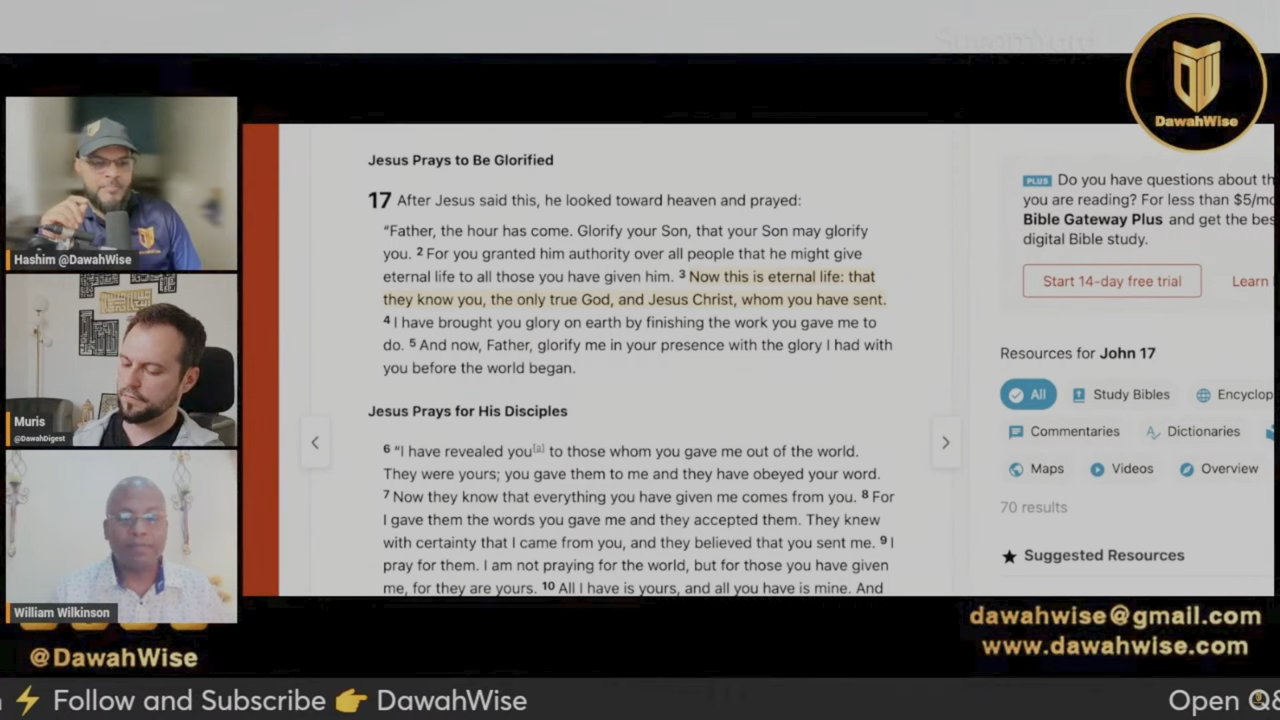 DawahWise
Hashim @DawahWise
Muris
@DawahDigest
William Wilkinson
@DawahWise
Jesus Prays to Be Glorified
17 After Jesus said this, he looked toward heaven and prayed:
“Father, the hour has come. Glorify your Son, that your Son may glorify
you. 2 For you granted him authority over all people that he might give
eternal life to all those you have given him. 3 Now this is eternal life: that
they know you, the only true God, and Jesus Christ, whom you have sent.
4 I have brought you glory on earth by finishing the work you gave me to
do. 5 And now, Father, glorify me in your presence with the glory I had with
you before the world began.
Jesus Prays for His Disciples
6 “I have revealed you[a] to those whom you gave me out of the world.
They were yours; you gave them to me and they have obeyed your word.
7 Now they know that everything you have given me comes from you. 8 For
I gave them the words you gave me and they accepted them. They knew
with certainty that I came from you, and they believed that you sent me. 9 I
pray for them. I am not praying for the world, but for those you have given
me, for they are yours. 10 All I have is yours, and all you have is mine. And
PLUS Do you have questions about
you are reading? For less than $5/mo
Bible Gateway Plus and get the bes
digital Bible study.
Start 14-day free trial
Learn
Resources for John 17
All
Study Bibles
Encyclop
Commentaries
Dictionaries
Maps
Videos
Overview
70 results
★ Suggested Resources
dawahwise@gmail.com
www.dawahwise.com
⚡ Follow and Subscribe 👉 DawahWise
Open Q&